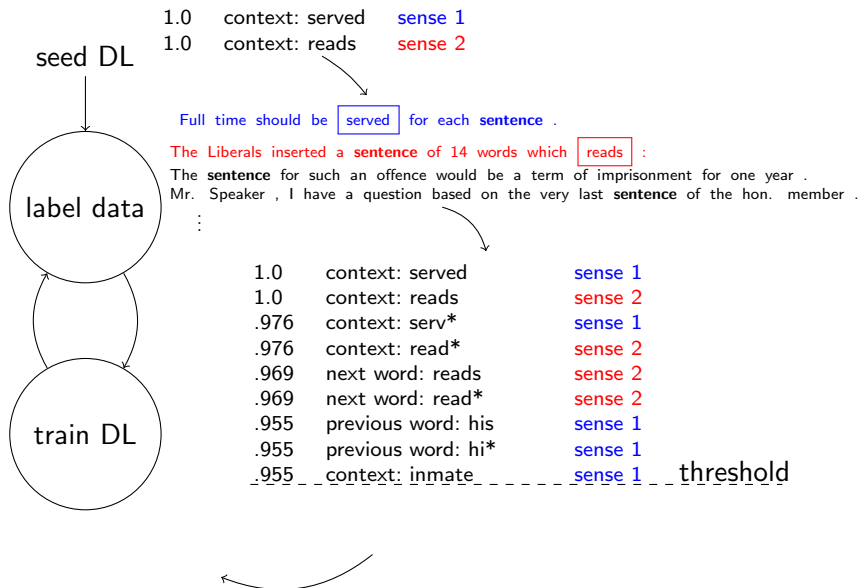 1.0 context: served sense 1
1.0 context: reads sense 2
seed DL
Full time should be served for each sentence .
The Liberals inserted a sentence of 14 words which reads :
The sentence for such an offence would be a term of imprisonment for one year .
Mr. Speaker , I have a question based on the very last sentence of the hon. member .
⋮
label data
1.0 context: served sense 1
1.0 context: reads sense 2
.976 context: serv* sense 1
.976 context: read* sense 2
.969 next word: reads sense 2
.969 next word: read* sense 2
.955 previous word: his sense 1
.955 previous word: hi* sense 1
.955 context: inmate sense 1 threshold
train DL